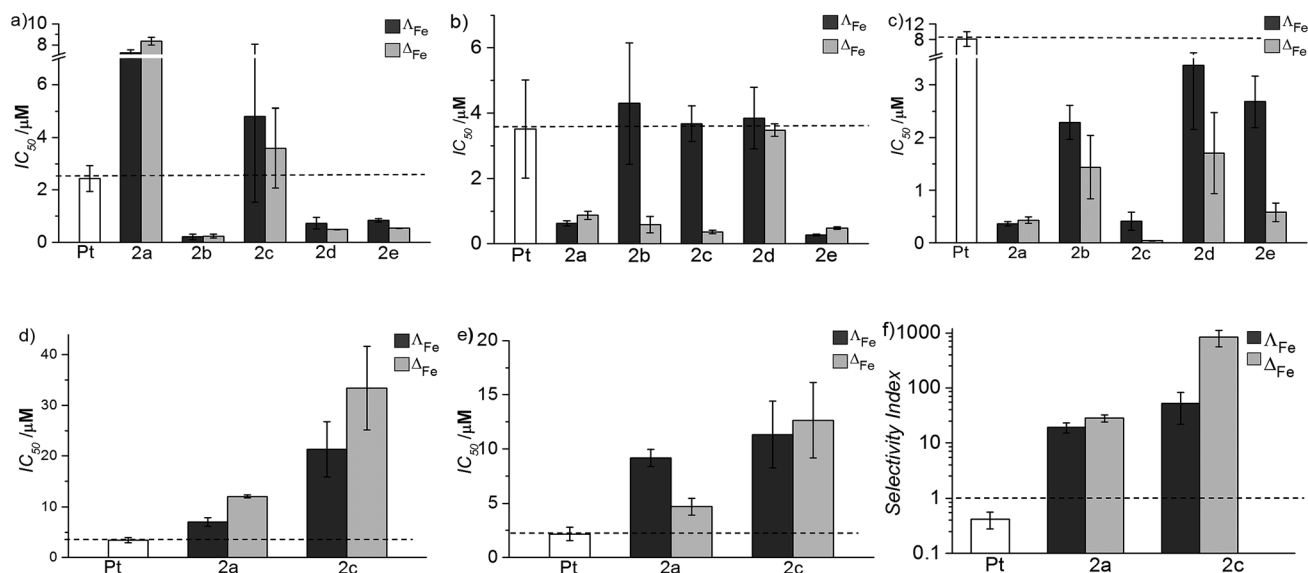 a)
10
8
6
4
2
0
IC50 /µM
Pt 2a 2b 2c 2d 2e
ΛFe
ΔFe
b)
8
6
4
2
0
IC50 /µM
Pt 2a 2b 2c 2d 2e
ΛFe
ΔFe
c)
12
8
3
2
1
0
IC50 /µM
Pt 2a 2b 2c 2d 2e
ΛFe
ΔFe
d)
40
30
20
10
0
IC50 /µM
Pt 2a 2c
ΛFe
ΔFe
e)
20
15
10
5
0
IC50 /µM
Pt 2a 2c
ΛFe
ΔFe
f)
1000
100
10
1
0.1
Selectivity Index
Pt 2a 2c
ΛFe
ΔFe